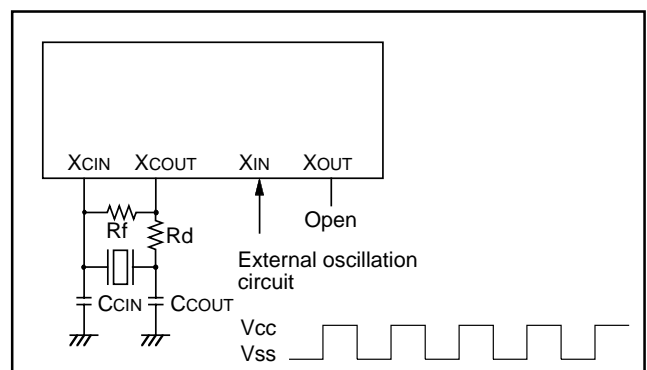 XCIN XCOUT XIN XOUT
Rf
Rd
Open
External oscillation
circuit
CCIN CCOUT
Vcc
Vss